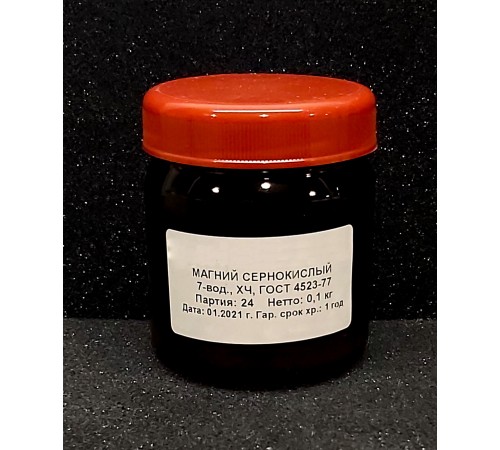 МАГНИЙ СЕРНОКИСЛЫЙ
7-вод., ХЧ, ГОСТ 4523-77
Партия: 24 Нетто: 0,1 кг
Дата: 01.2021 г. Гар. срок хр.: 1 год